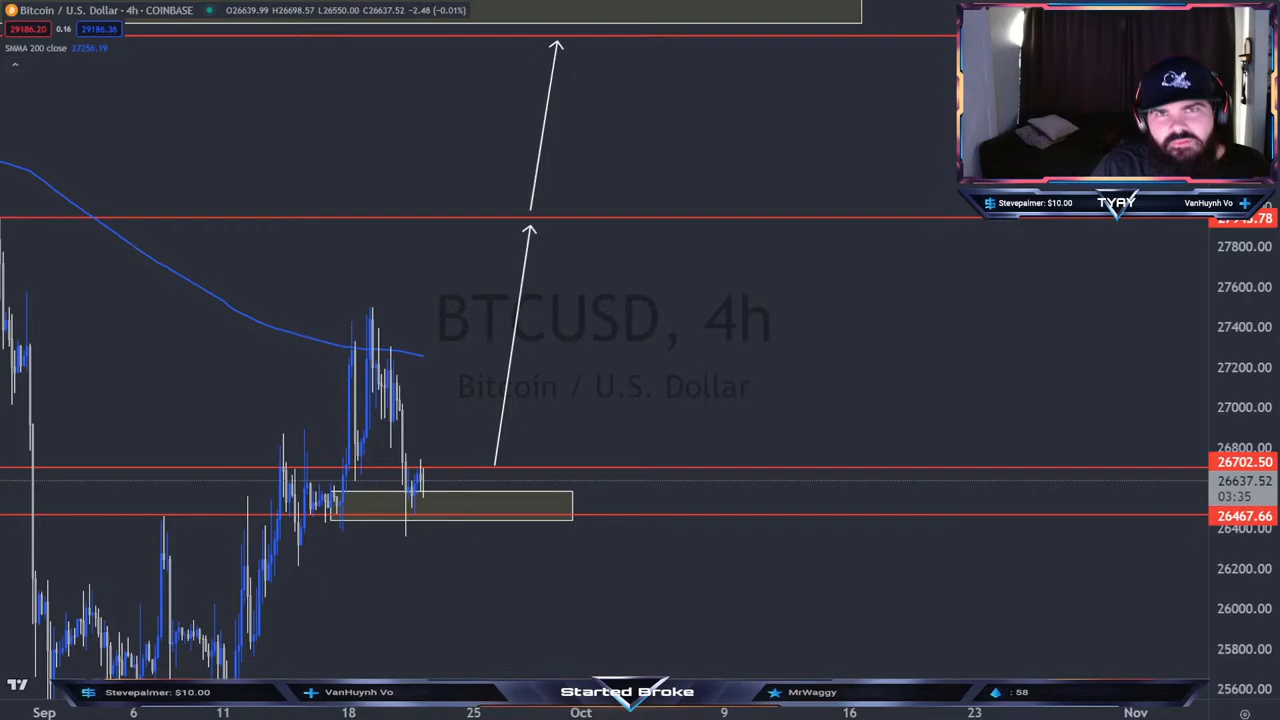 Bitcoin / U.S. Dollar · 4h · COINBASE O26639.99 H26698.57 L26550.00 C26637.52 −2.48 (−0.01%)
29186.20 0.16 29186.36
SMMA 200 close 27256.19
Stevepalmer: $10.00 TYAY VanHuynh Vo
27800.00
27600.00
27400.00
27200.00
27000.00
26800.00
26702.50
26637.52
03:35
26467.66
26400.00
26200.00
26000.00
25800.00
25600.00
BTCUSD, 4h
Bitcoin / U.S. Dollar
Stevepalmer: $10.00 VanHuynh Vo Started Broke MrWaggy : 58
Sep 6 11 18 25 Oct 9 16 23 Nov